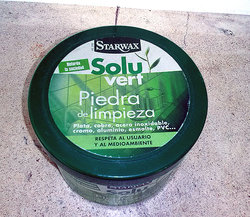 STARWAX
Solu
vert
Piedra
de limpieza
Plata, cobre, acero inoxidable,
cromo, aluminio, esmalte, PVC...
RESPETA AL USUARIO
Y AL MEDIOAMBIENTE